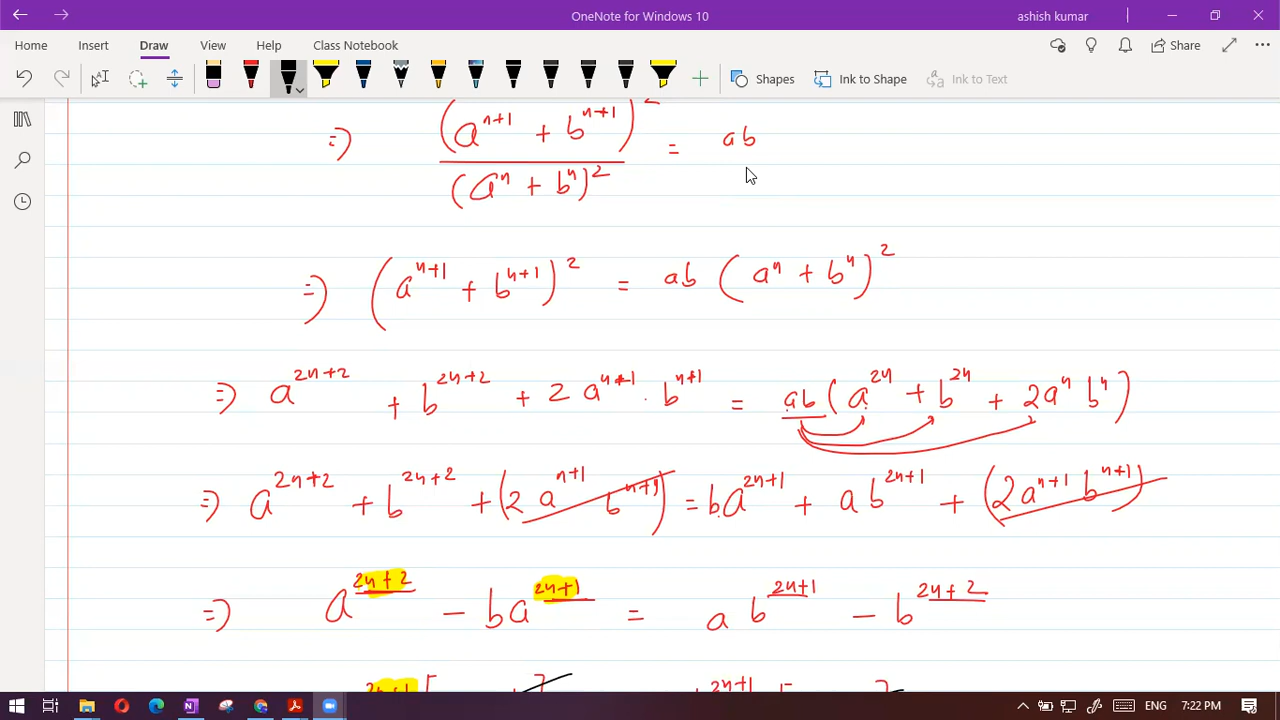 OneNote for Windows 10
ashish kumar
Home Insert Draw View Help Class Notebook Share
Shapes Ink to Shape Ink to Text
=> (a^{n+1} + b^{n+1})^2 / (a^n + b^n)^2 = ab
=> (a^{n+1} + b^{n+1})^2 = ab (a^n + b^n)^2
=> a^{2n+2} + b^{2n+2} + 2 a^{n+1} . b^{n+1} = ab (a^{2n} + b^{2n} + 2a^n b^n)
=> a^{2n+2} + b^{2n+2} + (2 a^{n+1} b^{n+1}) = b.a^{2n+1} + a b^{2n+1} + (2a^{n+1} b^{n+1})
=> a^{2n+2} - ba^{2n+1} = a b^{2n+1} - b^{2n+2}
ENG 7:22 PM